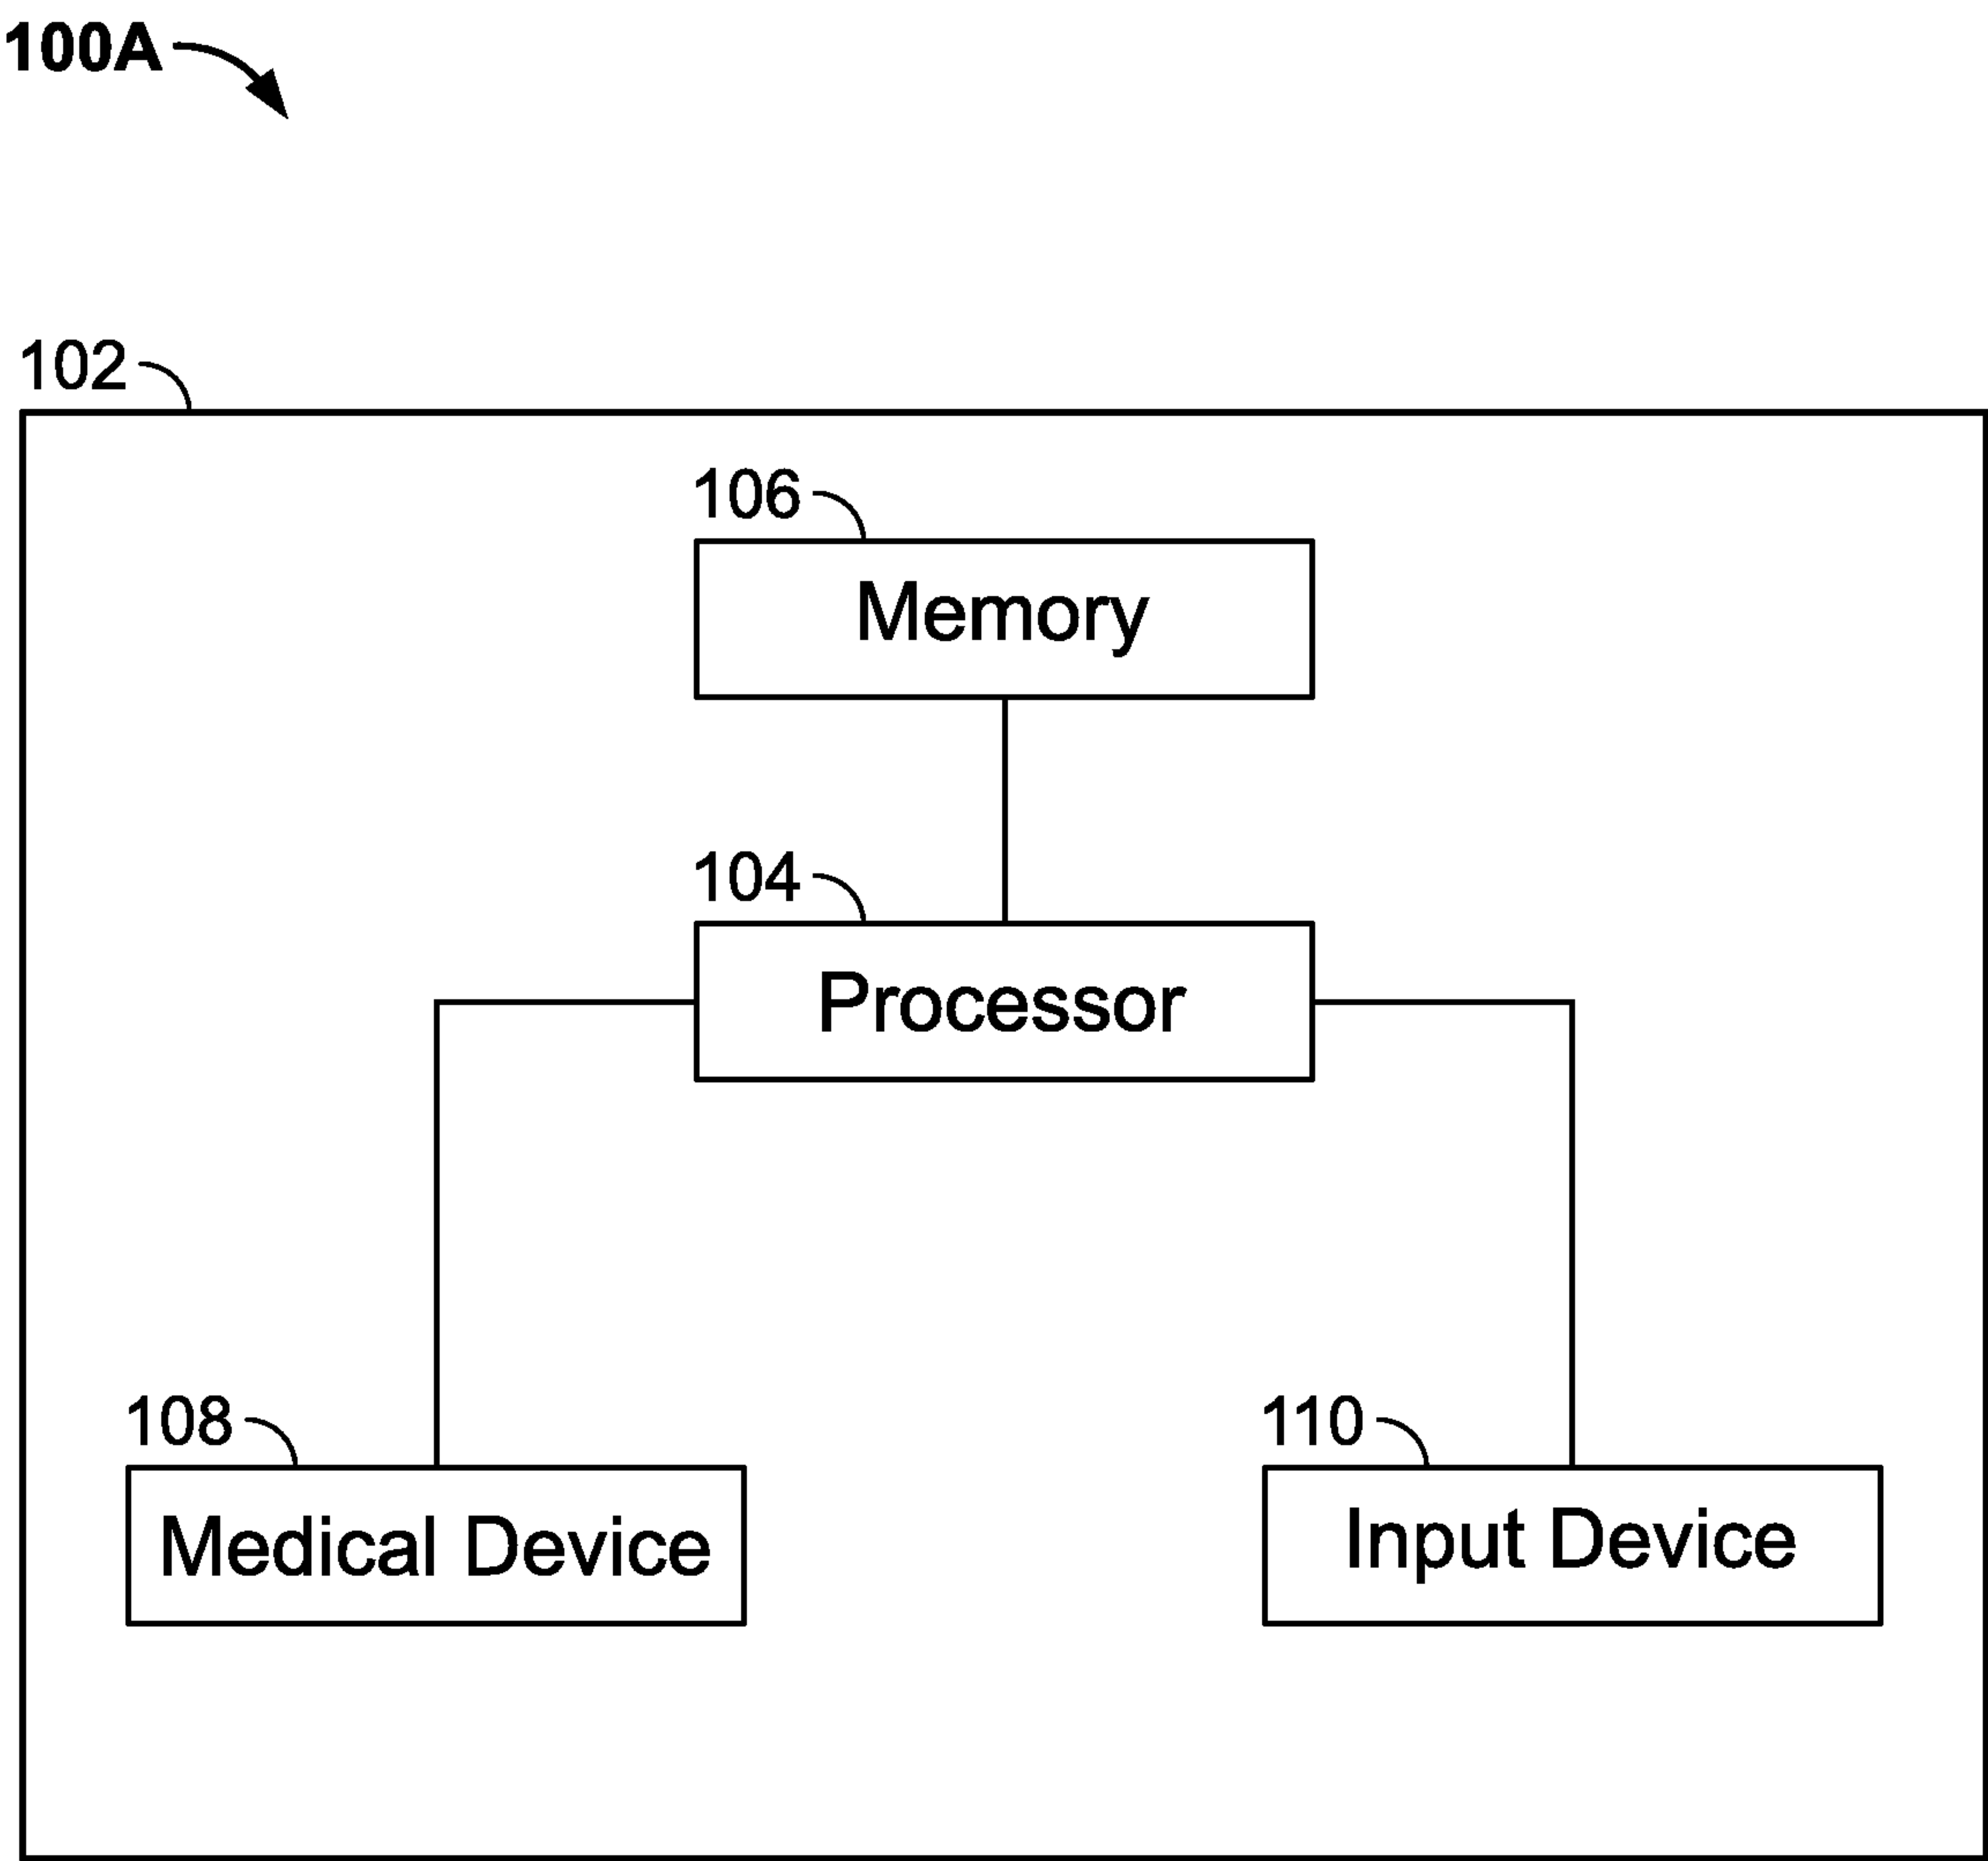 100A
102
106
Memory
104
Processor
108
Medical Device
110
Input Device